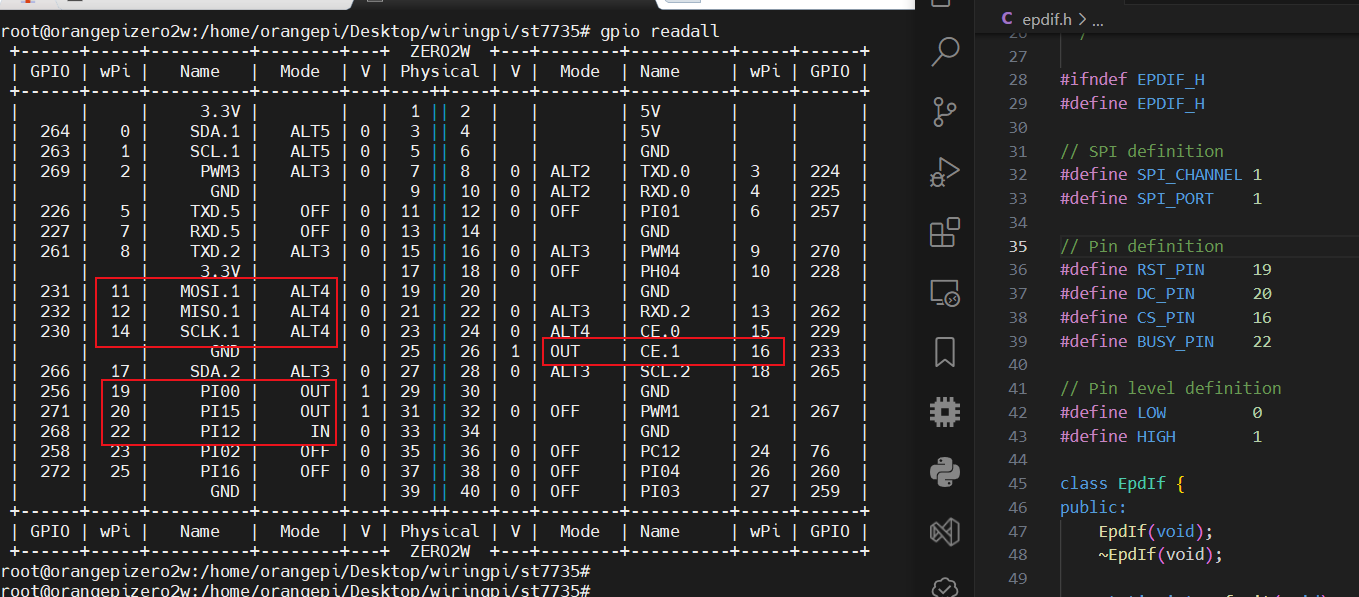 root@orangepizero2w:/home/orangepi/Desktop/wiringpi/st7735# gpio readall
+------+-----+----------+--------+---+  ZERO2W  +---+--------+----------+-----+------+
| GPIO | wPi |   Name   |  Mode  | V | Physical | V |  Mode  | Name     | wPi | GPIO |
+------+-----+----------+--------+---+----++----+---+--------+----------+-----+------+
|      |     |     3.3V |        |   |  1 || 2  |   |        | 5V       |     |      |
|  264 |   0 |    SDA.1 |   ALT5 | 0 |  3 || 4  |   |        | 5V       |     |      |
|  263 |   1 |    SCL.1 |   ALT5 | 0 |  5 || 6  |   |        | GND      |     |      |
|  269 |   2 |     PWM3 |   ALT3 | 0 |  7 || 8  | 0 | ALT2   | TXD.0    | 3   | 224  |
|      |     |      GND |        |   |  9 || 10 | 0 | ALT2   | RXD.0    | 4   | 225  |
|  226 |   5 |    TXD.5 |    OFF | 0 | 11 || 12 | 0 | OFF    | PI01     | 6   | 257  |
|  227 |   7 |    RXD.5 |    OFF | 0 | 13 || 14 |   |        | GND      |     |      |
|  261 |   8 |    TXD.2 |   ALT3 | 0 | 15 || 16 | 0 | ALT3   | PWM4     | 9   | 270  |
|      |     |     3.3V |        |   | 17 || 18 | 0 | OFF    | PH04     | 10  | 228  |
|  231 |  11 |   MOSI.1 |   ALT4 | 0 | 19 || 20 |   |        | GND      |     |      |
|  232 |  12 |   MISO.1 |   ALT4 | 0 | 21 || 22 | 0 | ALT3   | RXD.2    | 13  | 262  |
|  230 |  14 |   SCLK.1 |   ALT4 | 0 | 23 || 24 | 0 | ALT4   | CE.0     | 15  | 229  |
|      |     |      GND |        |   | 25 || 26 | 1 | OUT    | CE.1     | 16  | 233  |
|  266 |  17 |    SDA.2 |   ALT3 | 0 | 27 || 28 | 0 | ALT3   | SCL.2    | 18  | 265  |
|  256 |  19 |     PI00 |    OUT | 1 | 29 || 30 |   |        | GND      |     |      |
|  271 |  20 |     PI15 |    OUT | 1 | 31 || 32 | 0 | OFF    | PWM1     | 21  | 267  |
|  268 |  22 |     PI12 |     IN | 0 | 33 || 34 |   |        | GND      |     |      |
|  258 |  23 |     PI02 |    OFF | 0 | 35 || 36 | 0 | OFF    | PC12     | 24  | 76   |
|  272 |  25 |     PI16 |    OFF | 0 | 37 || 38 | 0 | OFF    | PI04     | 26  | 260  |
|      |     |      GND |        |   | 39 || 40 | 0 | OFF    | PI03     | 27  | 259  |
+------+-----+----------+--------+---+----++----+---+--------+----------+-----+------+
| GPIO | wPi |   Name   |  Mode  | V | Physical | V |  Mode  | Name     | wPi | GPIO |
+------+-----+----------+--------+---+  ZERO2W  +---+--------+----------+-----+------+
root@orangepizero2w:/home/orangepi/Desktop/wiringpi/st7735#
root@orangepizero2w:/home/orangepi/Desktop/wiringpi/st7735#
C epdif.h > ...
27
28 #ifndef EPDIF_H
29 #define EPDIF_H
30
31 // SPI definition
32 #define SPI_CHANNEL 1
33 #define SPI_PORT    1
34
35 // Pin definition
36 #define RST_PIN     19
37 #define DC_PIN      20
38 #define CS_PIN      16
39 #define BUSY_PIN    22
40
41 // Pin level definition
42 #define LOW         0
43 #define HIGH        1
44
45 class EpdIf {
46 public:
47     EpdIf(void);
48     ~EpdIf(void);
49